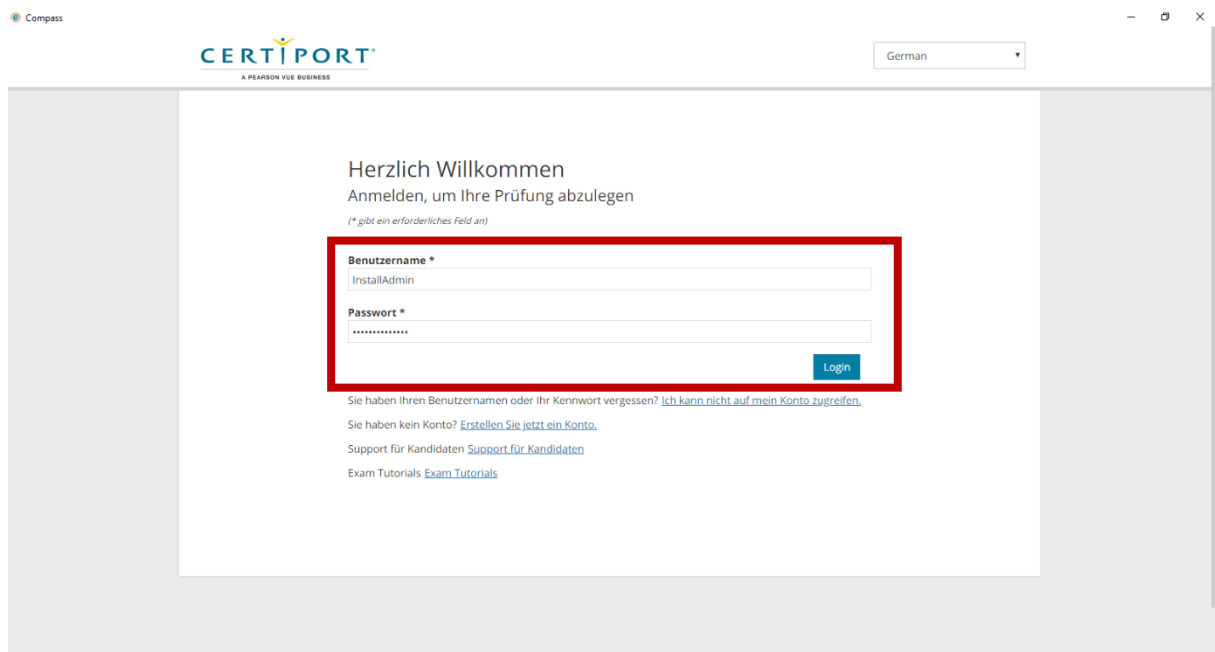 Compass
CERTIPORT
A PEARSON VUE BUSINESS
German
Herzlich Willkommen
Anmelden, um Ihre Prüfung abzulegen
(* gibt ein erforderliches Feld an)
Benutzername *
InstallAdmin
Passwort *
••••••••••••••
Login
Sie haben Ihren Benutzernamen oder Ihr Kennwort vergessen? Ich kann nicht auf mein Konto zugreifen.
Sie haben kein Konto? Erstellen Sie jetzt ein Konto.
Support für Kandidaten Support für Kandidaten
Exam Tutorials Exam Tutorials